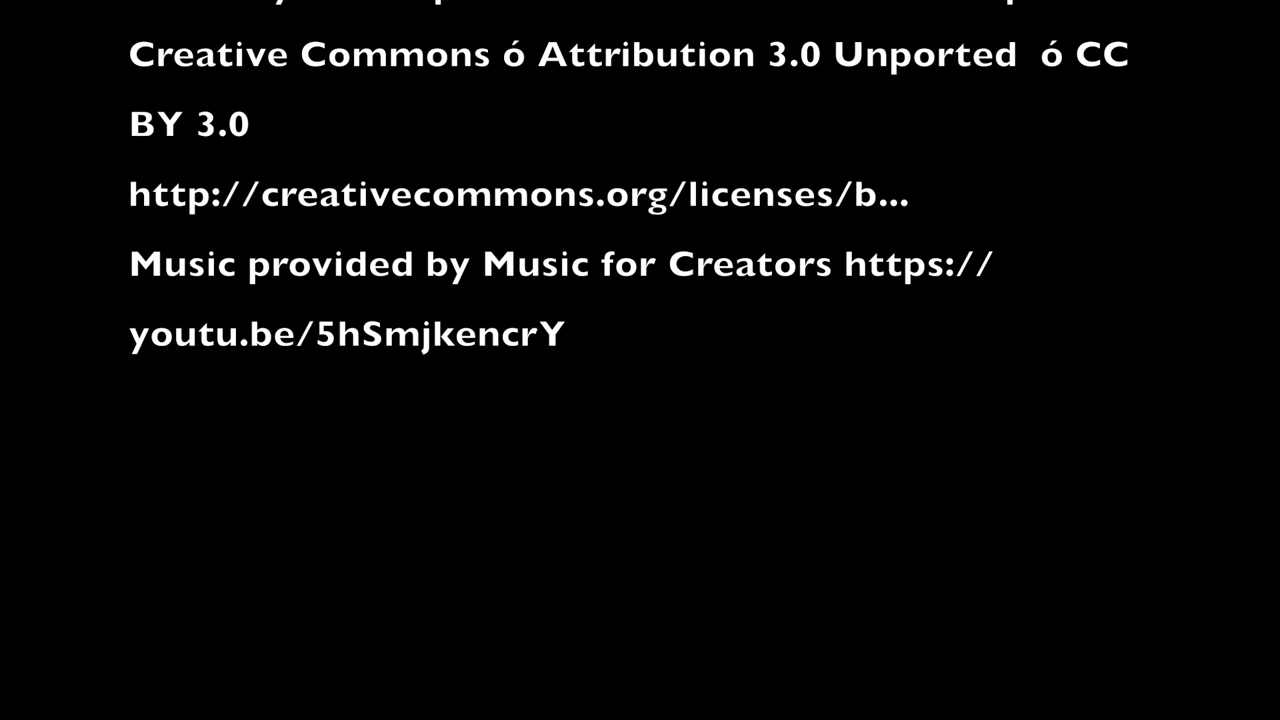 Creative Commons ó Attribution 3.0 Unported ó CC
BY 3.0
http://creativecommons.org/licenses/b...
Music provided by Music for Creators https://
youtu.be/5hSmjkencrY